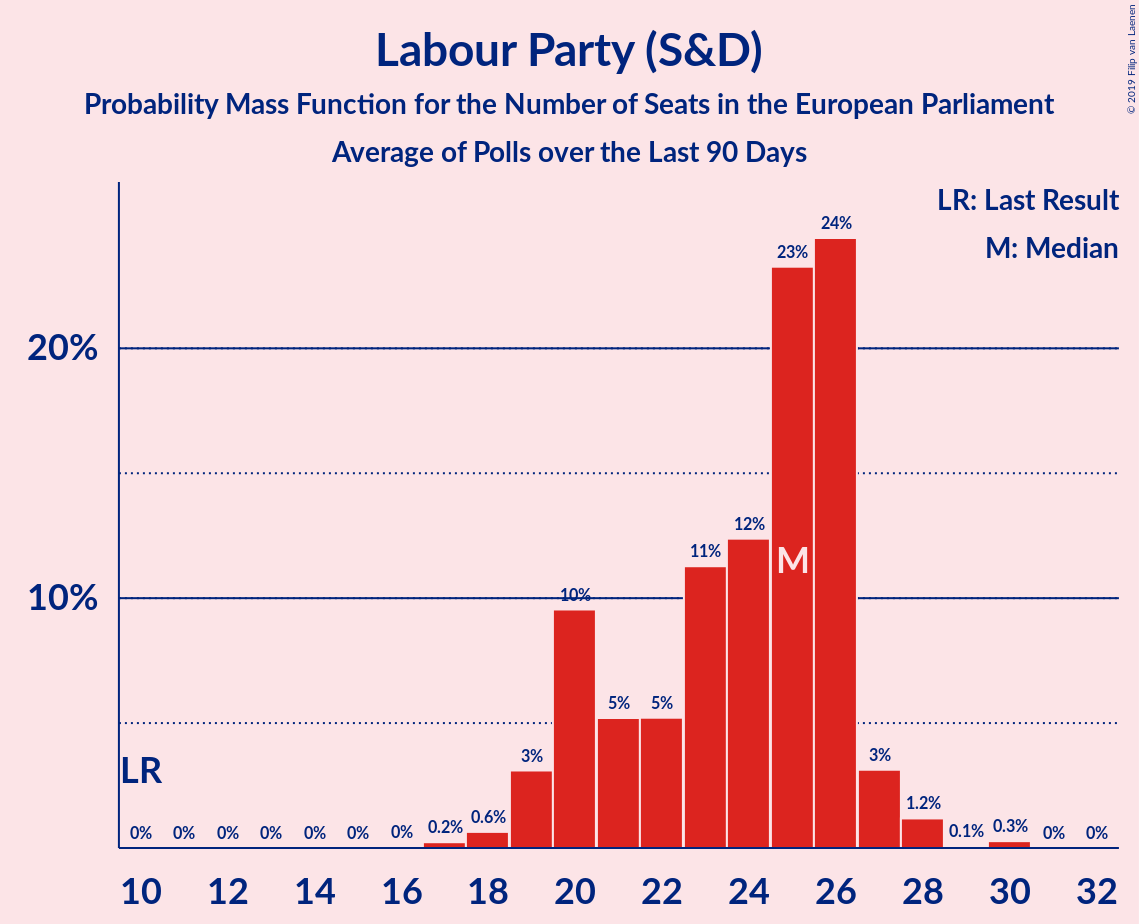 Labour Party (S&D)
Probability Mass Function for the Number of Seats in the European Parliament
Average of Polls over the Last 90 Days
© 2019 Filip van Laenen
LR: Last Result
M: Median
20%
10%
LR
M
0%
0%
0%
0%
0%
0%
0%
0.2%
0.6%
3%
10%
5%
5%
11%
12%
23%
24%
3%
1.2%
0.1%
0.3%
0%
0%
10 12 14 16 18 20 22 24 26 28 30 32